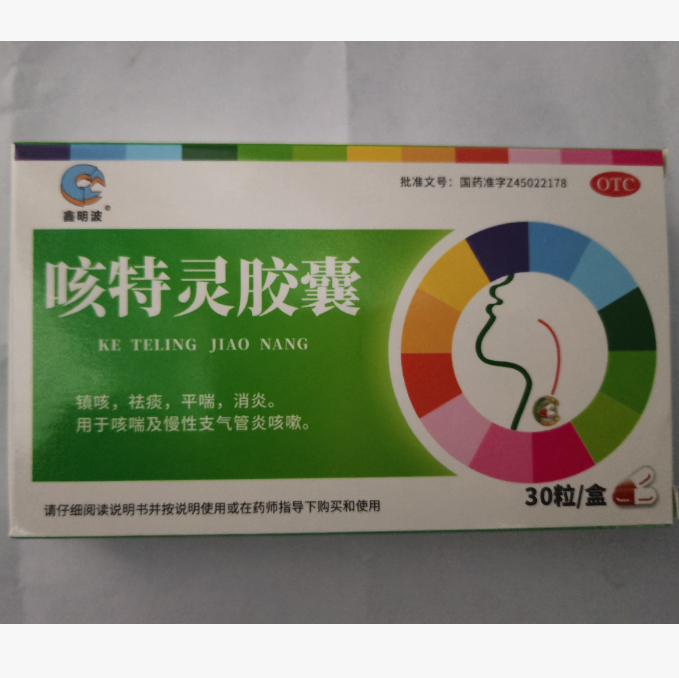 批准文号：国药准字Z45022178
OTC
鑫明波®
咳特灵胶囊
KE TELING JIAO NANG
镇咳，祛痰，平喘，消炎。
用于咳喘及慢性支气管炎咳嗽。
30粒/盒
请仔细阅读说明书并按说明使用或在药师指导下购买和使用